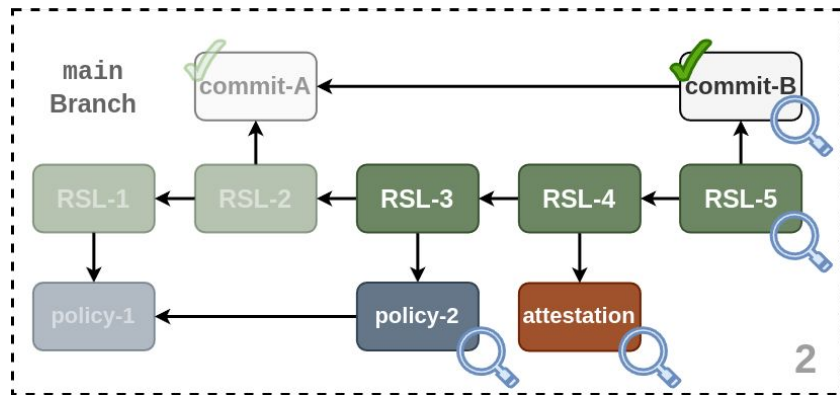 main
Branch
commit-A
commit-B
RSL-1
RSL-2
RSL-3
RSL-4
RSL-5
policy-1
policy-2
attestation
2